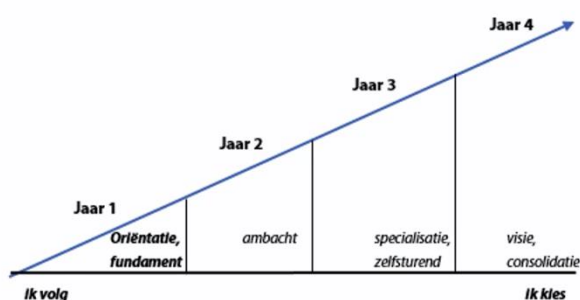 Jaar 4
Jaar 3
Jaar 2
Jaar 1
Oriëntatie,
fundament
ambacht
specialisatie,
zelfsturend
visie,
consolidatie
Ik volg
Ik kies